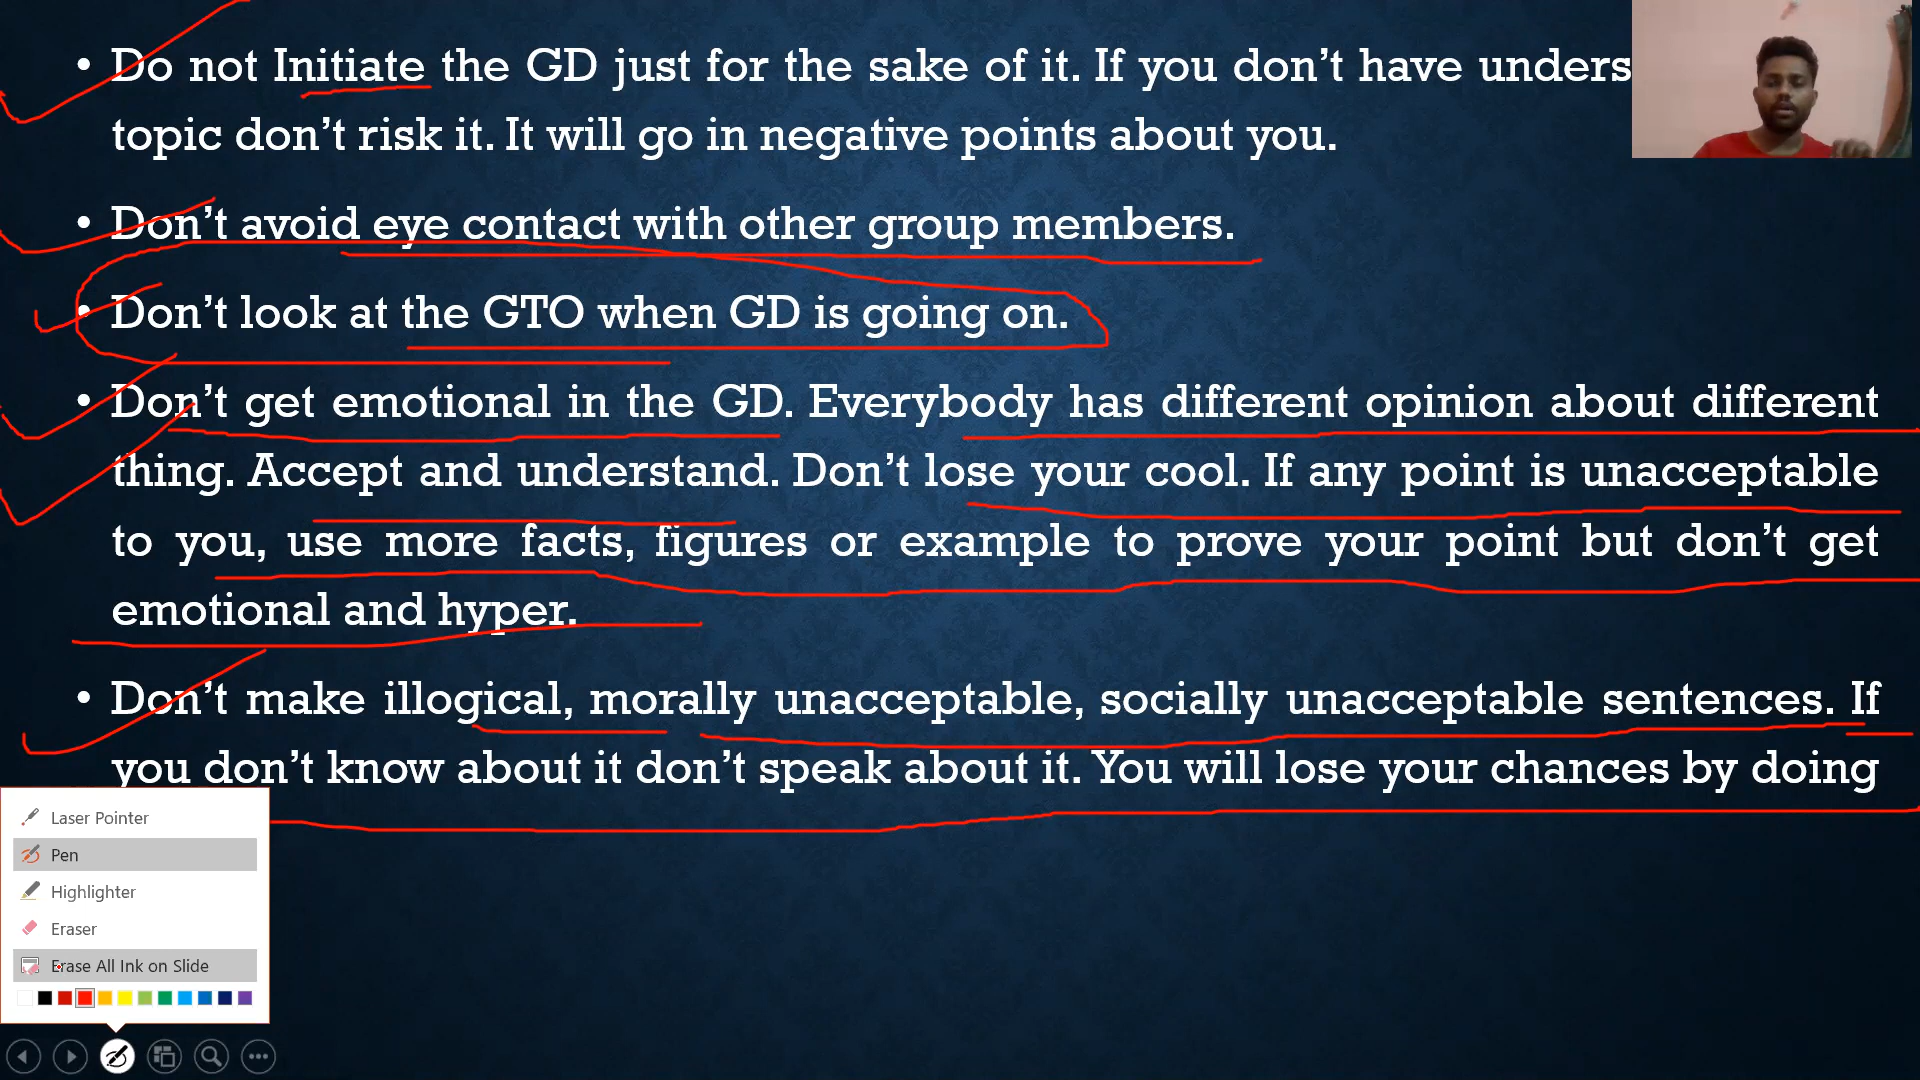 • Do not Initiate the GD just for the sake of it. If you don’t have unders
topic don’t risk it. It will go in negative points about you.
• Don’t avoid eye contact with other group members.
• Don’t look at the GTO when GD is going on.
• Don’t get emotional in the GD. Everybody has different opinion about different
thing. Accept and understand. Don’t lose your cool. If any point is unacceptable
to you, use more facts, figures or example to prove your point but don’t get
emotional and hyper.
• Don’t make illogical, morally unacceptable, socially unacceptable sentences. If
you don’t know about it don’t speak about it. You will lose your chances by doing
Laser Pointer
Pen
Highlighter
Eraser
Erase All Ink on Slide